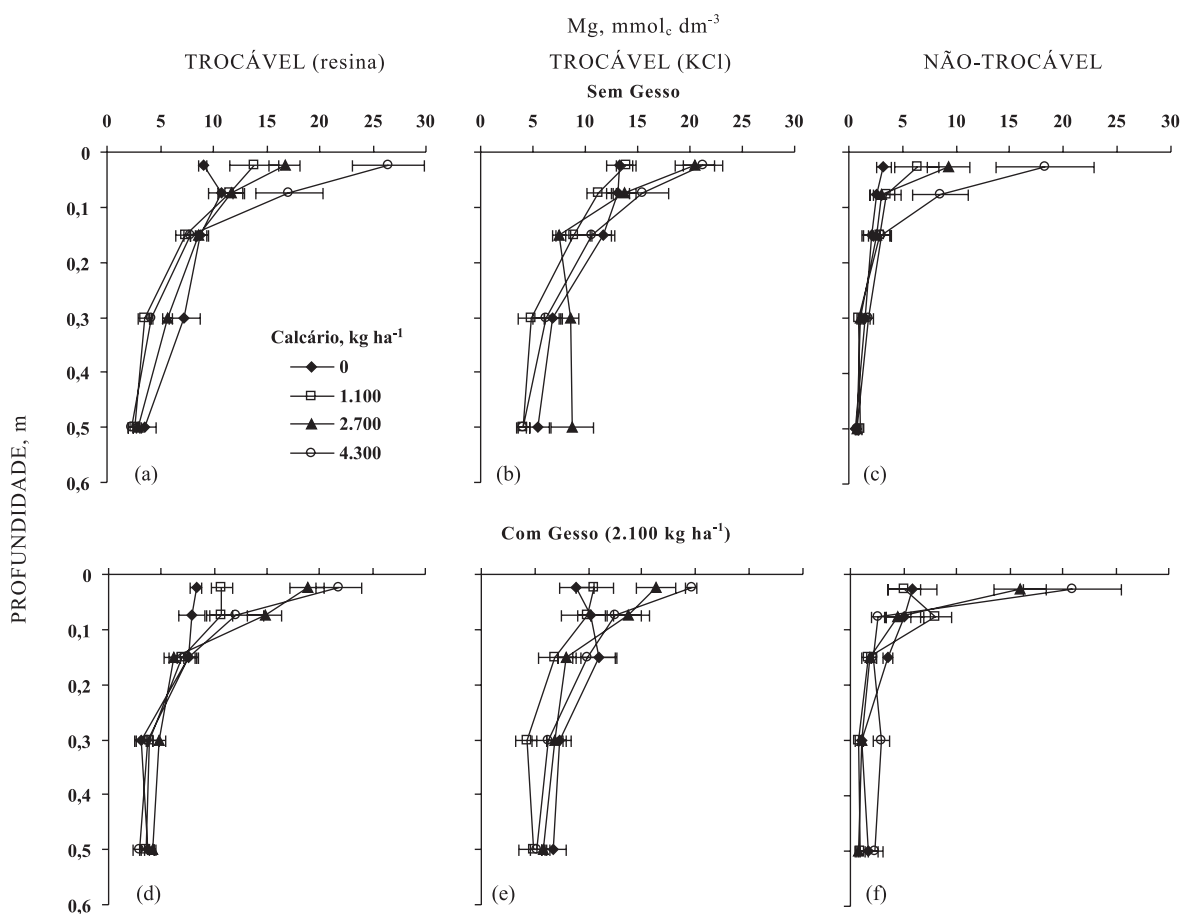 Mg, mmolc dm-3
TROCÁVEL (resina) TROCÁVEL (KCl) NÃO-TROCÁVEL
Sem Gesso
0 5 10 15 20 25 30 0 5 10 15 20 25 30 0 5 10 15 20 25 30
0
0,1
0,2
0,3
0,4
0,5
0,6
Calcário, kg ha-1
0
1.100
2.700
4.300
(a) (b) (c)
PROFUNDIDADE, m
Com Gesso (2.100 kg ha-1)
0
0,1
0,2
0,3
0,4
0,5
0,6
(d) (e) (f)